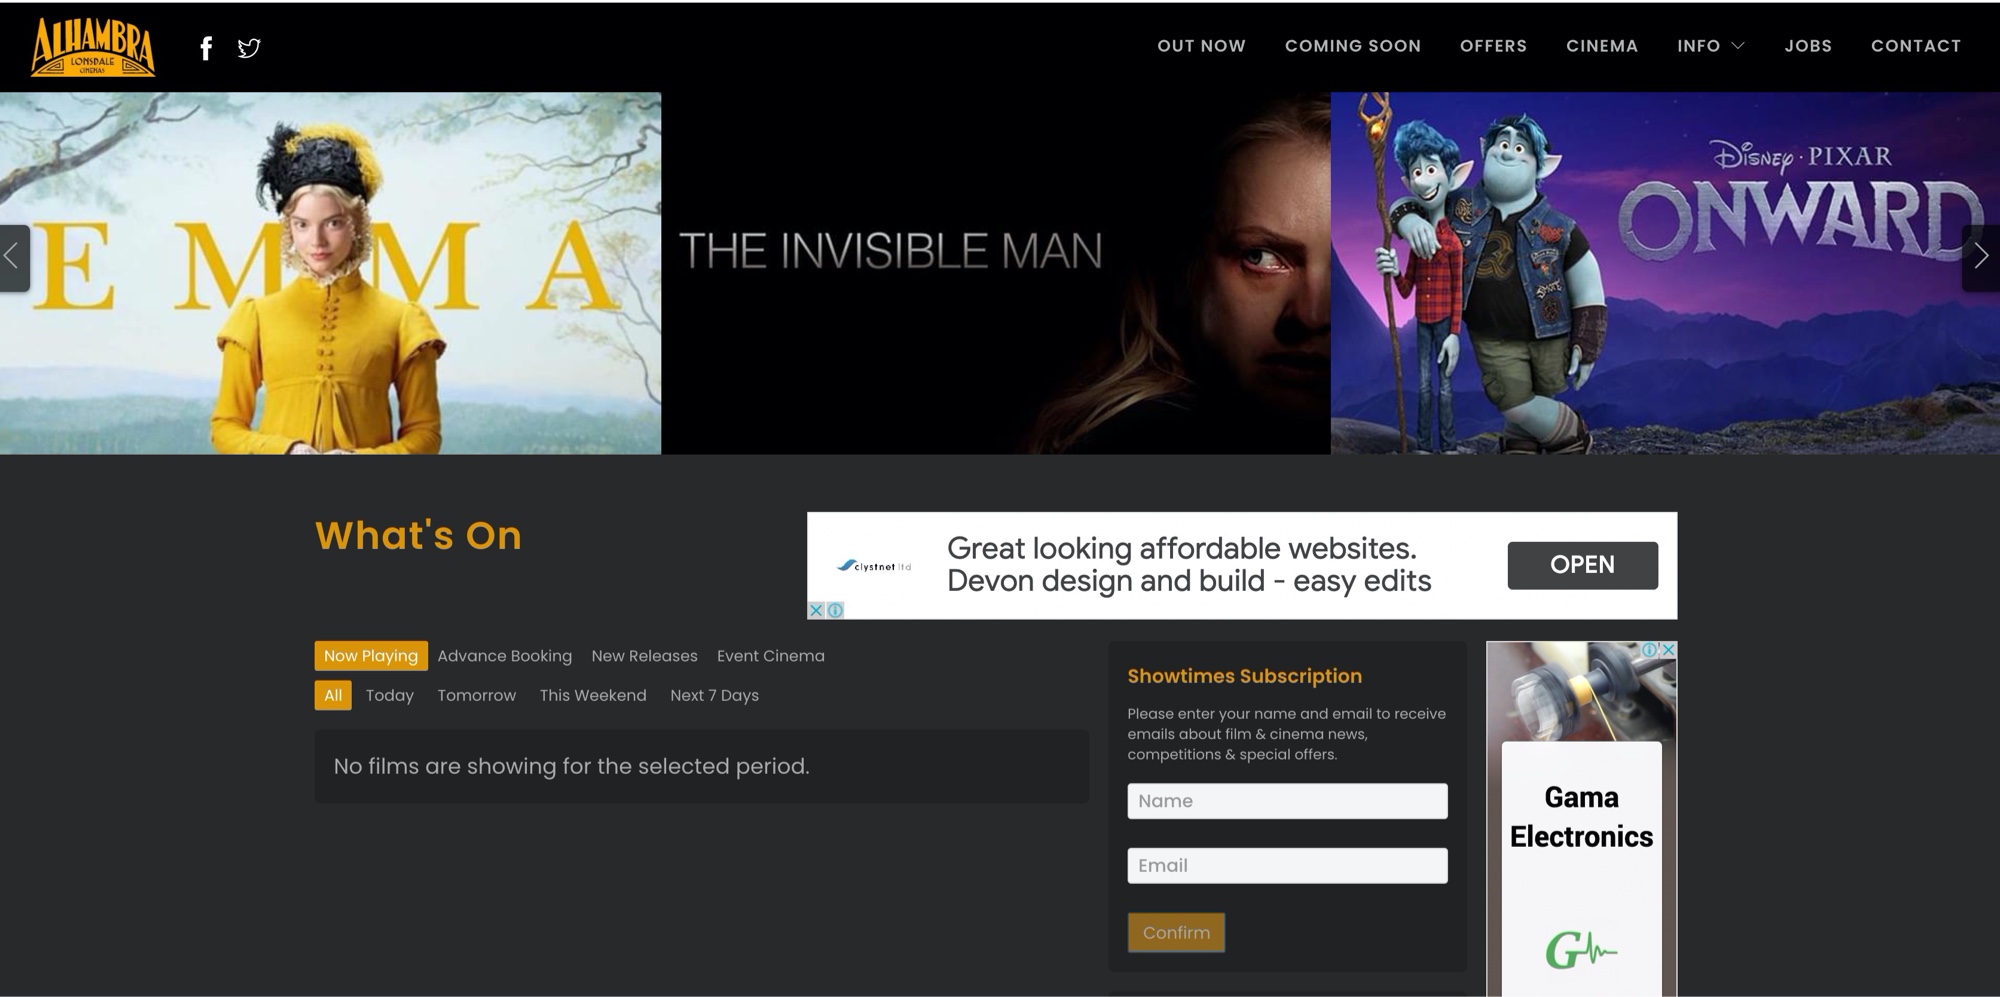 ALHAMBRA
LONSDALE
CINEMAS
OUT NOW
COMING SOON
OFFERS
CINEMA
INFO
JOBS
CONTACT
EMMA
THE INVISIBLE MAN
Disney · PIXAR
ONWARD
What's On
clystnet ltd
Great looking affordable websites.
Devon design and build - easy edits
OPEN
Now Playing
Advance Booking
New Releases
Event Cinema
All
Today
Tomorrow
This Weekend
Next 7 Days
No films are showing for the selected period.
Showtimes Subscription
Please enter your name and email to receive
emails about film & cinema news,
competitions & special offers.
Name
Email
Confirm
Gama
Electronics
G